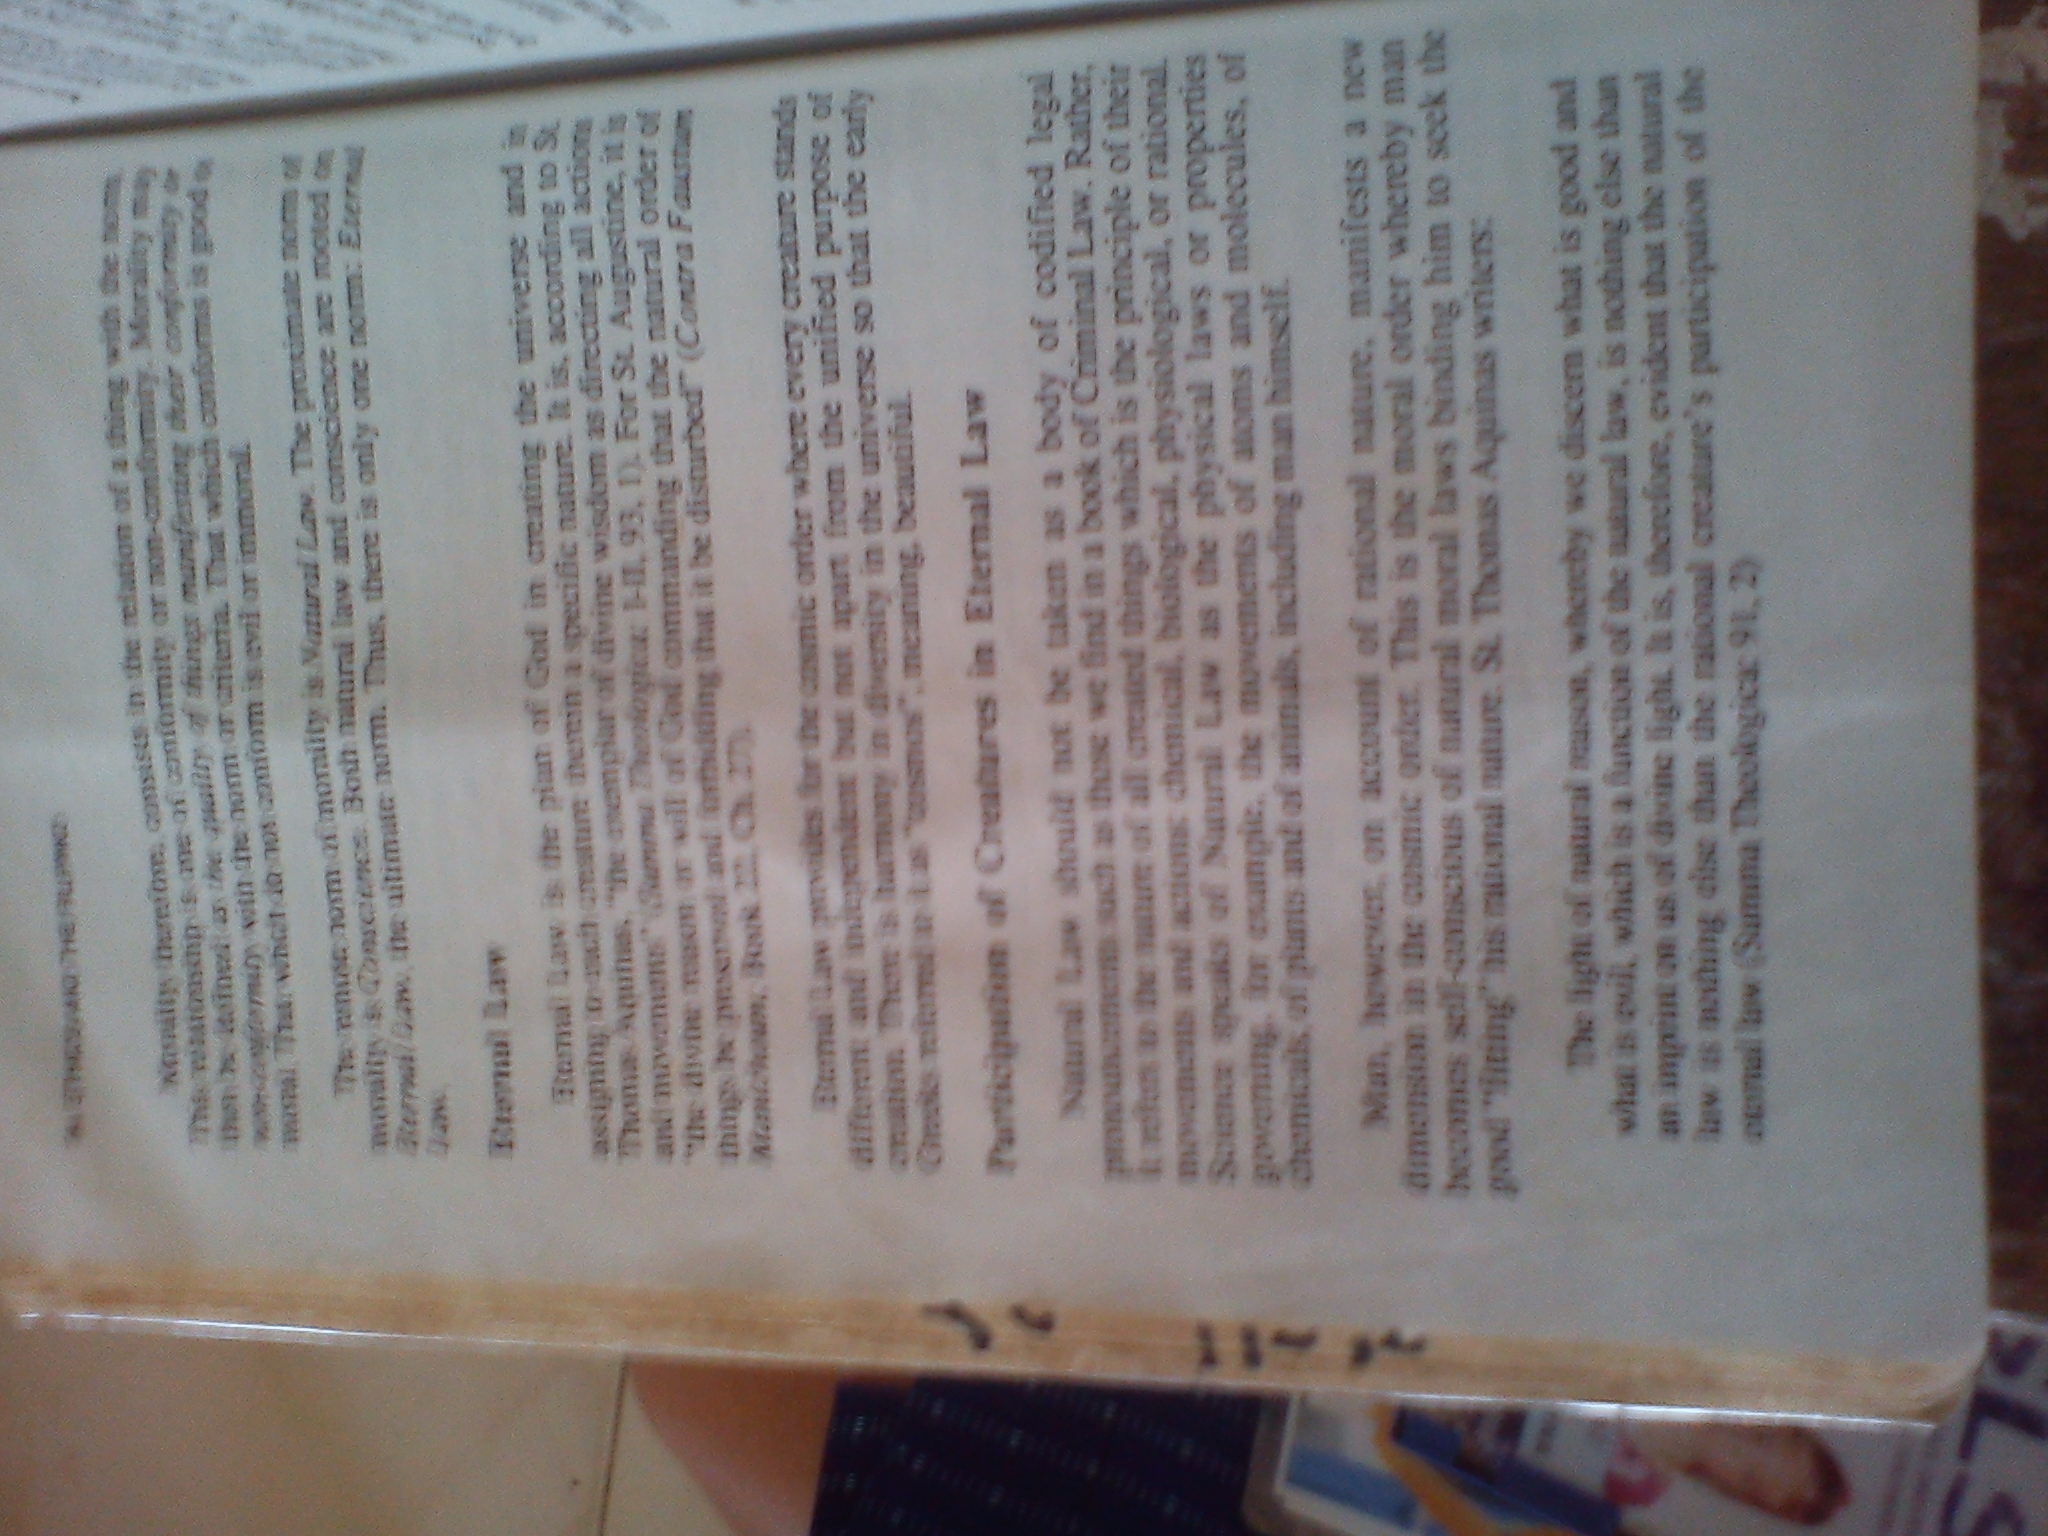 ETHICS AND THE FILIPINO
Morality, therefore, consists in the relation of a thing with the norm.
This relationship is one of conformity or non-conformity. Morality may
then be defined as the quality of things manifesting their conformity or
non-conformity with the norm or criteria. That which conforms is good or
moral. That which do not conform is evil or immoral.
The remote norm of morality is Natural Law. The proximate norm of
morality is Conscience. Both natural law and conscience are rooted on
Eternal Law, the ultimate norm. Thus, there is only one norm: Eternal
Law.
Eternal Law
Eternal Law is the plan of God in creating the universe and in
assigning to each creature therein a specific nature. It is, according to St.
Thomas Aquinas, "the exemplar of divine wisdom as directing all actions
and movements" (Summa Theologica: I-II, 93, 1). For St. Augustine, it is
"the divine reason or will of God commanding that the natural order of
things be preserved and forbidding that it be disturbed" (Contra Faustum
Manichaum, Book 22, Ch. 27).
Eternal Law provides for the cosmic order where every creature stands
different and independent but not apart from the unified purpose of
creation. There is harmony in diversity in the universe so that the early
Greeks referred to it as "cosmos", meaning, beautiful.
Participation of Creatures in Eternal Law
Natural Law should not be taken as a body of codified legal
pronouncements such as those we find in a book of Criminal Law. Rather,
it refers to the nature of all created things which is the principle of their
movements and actions: chemical, biological, physiological, or rational.
Science speaks of Natural Law as the physical laws or properties
governing, for example, the movements of atoms and molecules, of
chemicals, of plants and of animals, including man himself.
Man, however, on account of rational nature, manifests a new
dimension in the cosmic order. This is the moral order whereby man
becomes self-conscious of natural moral laws binding him to seek the
good "fitting" his rational nature. St. Thomas Aquinas writers:
The light of natural reason, whereby we discern what is good and
what is evil, which is a function of the natural law, is nothing else than
an imprint on us of divine light. It is, therefore, evident that the natural
law is nothing else than the rational creature's participation of the
eternal law (Summa Theologica: 91, 2)